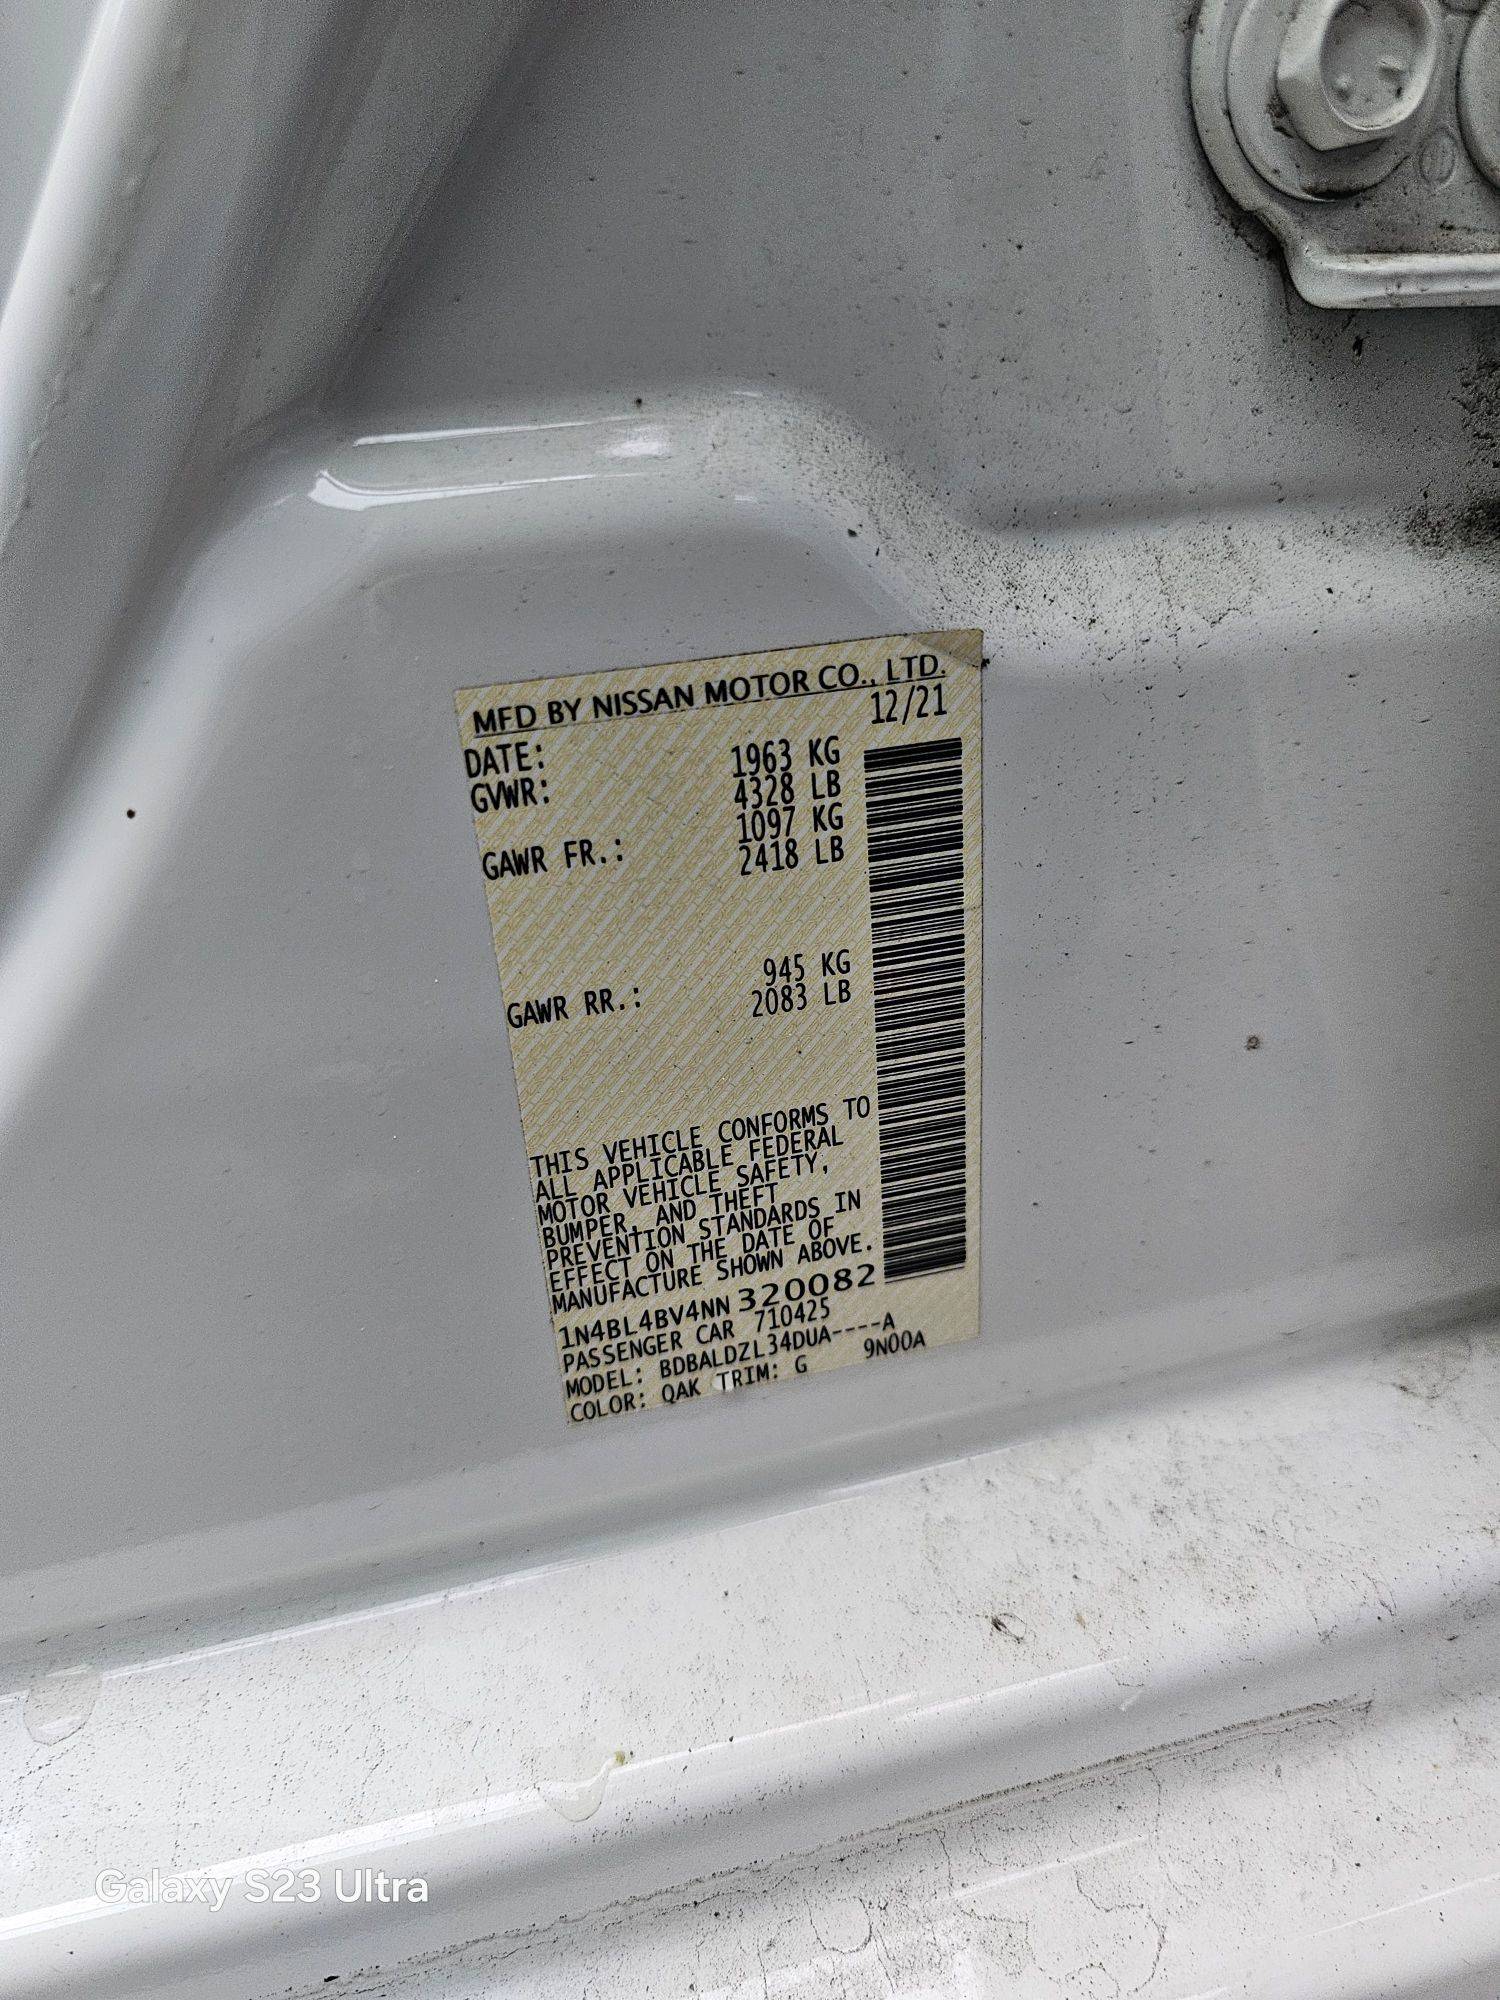 MFD BY NISSAN MOTOR CO., LTD.
DATE: 12/21
GVWR: 1963 KG
4328 LB
GAWR FR.: 1097 KG
2418 LB
GAWR RR.: 945 KG
2083 LB
THIS VEHICLE CONFORMS TO
ALL APPLICABLE FEDERAL
MOTOR VEHICLE SAFETY,
BUMPER, AND THEFT
PREVENTION STANDARDS IN
EFFECT ON THE DATE OF
MANUFACTURE SHOWN ABOVE.
1N4BL4BV4NN 320082
PASSENGER CAR 710425
MODEL: BDBALDZL34DUA----A
COLOR: QAK TRIM: G 9N00A
Galaxy S23 Ultra